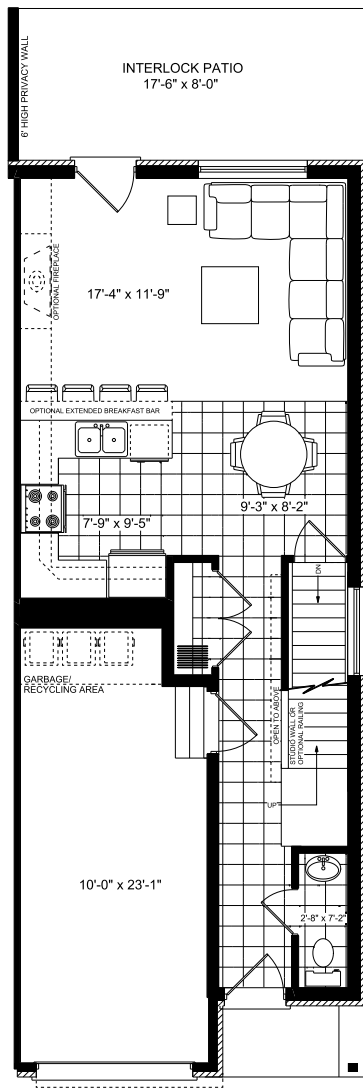 6' HIGH PRIVACY WALL
INTERLOCK PATIO
17'-6" x 8'-0"
OPTIONAL FIREPLACE
17'-4" x 11'-9"
OPTIONAL EXTENDED BREAKFAST BAR
9'-3" x 8'-2"
7'-9" x 9'-5"
DN
GARBAGE/
RECYCLING AREA
OPEN TO ABOVE
STUDIO WALL OR
OPTIONAL RAILING
"UP"
10'-0" x 23'-1"
2'-8" x 7'-2"